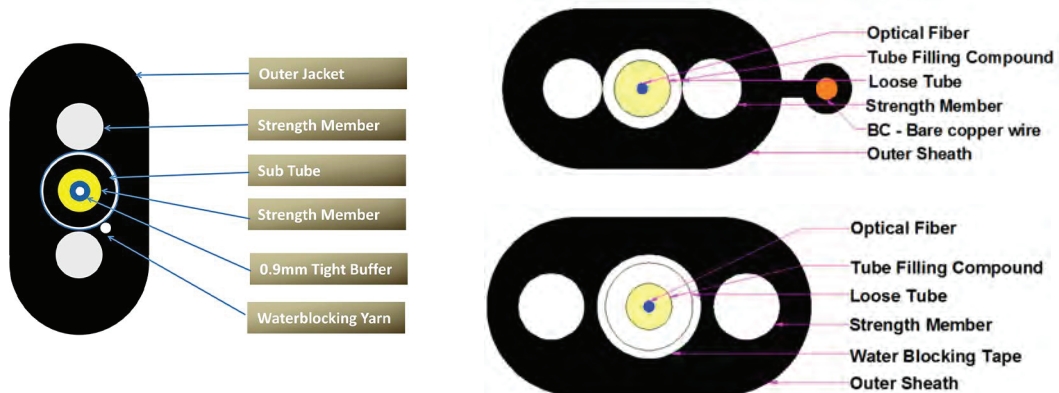 Outer Jacket
Strength Member
Sub Tube
Strength Member
0.9mm Tight Buffer
Waterblocking Yarn
Optical Fiber
Tube Filling Compound
Loose Tube
Strength Member
BC - Bare copper wire
Outer Sheath
Optical Fiber
Tube Filling Compound
Loose Tube
Strength Member
Water Blocking Tape
Outer Sheath